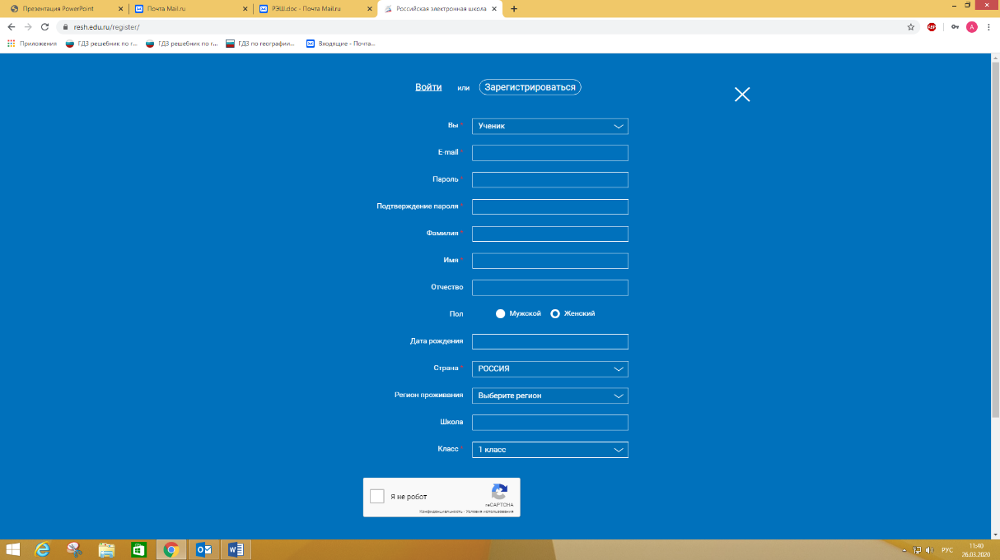 Презентация PowerPoint
Почта Mail.ru
РЭШ.doc - Почта Mail.ru
Российская электронная школа
resh.edu.ru/register/
ABP
A
Приложения
ГДЗ решебник по г...
ГДЗ решебник по г...
ГДЗ по географии...
Входящие - Почта...
Войти или Зарегистрироваться
Вы * Ученик
E-mail *
Пароль *
Подтверждение пароля *
Фамилия *
Имя *
Отчество
Пол Мужской Женский
Дата рождения
Страна * РОССИЯ
Регион проживания Выберите регион
Школа
Класс * 1 класс
Я не робот
reCAPTCHA
Конфиденциальность - Условия использования
РУС
11:40
26.03.2020